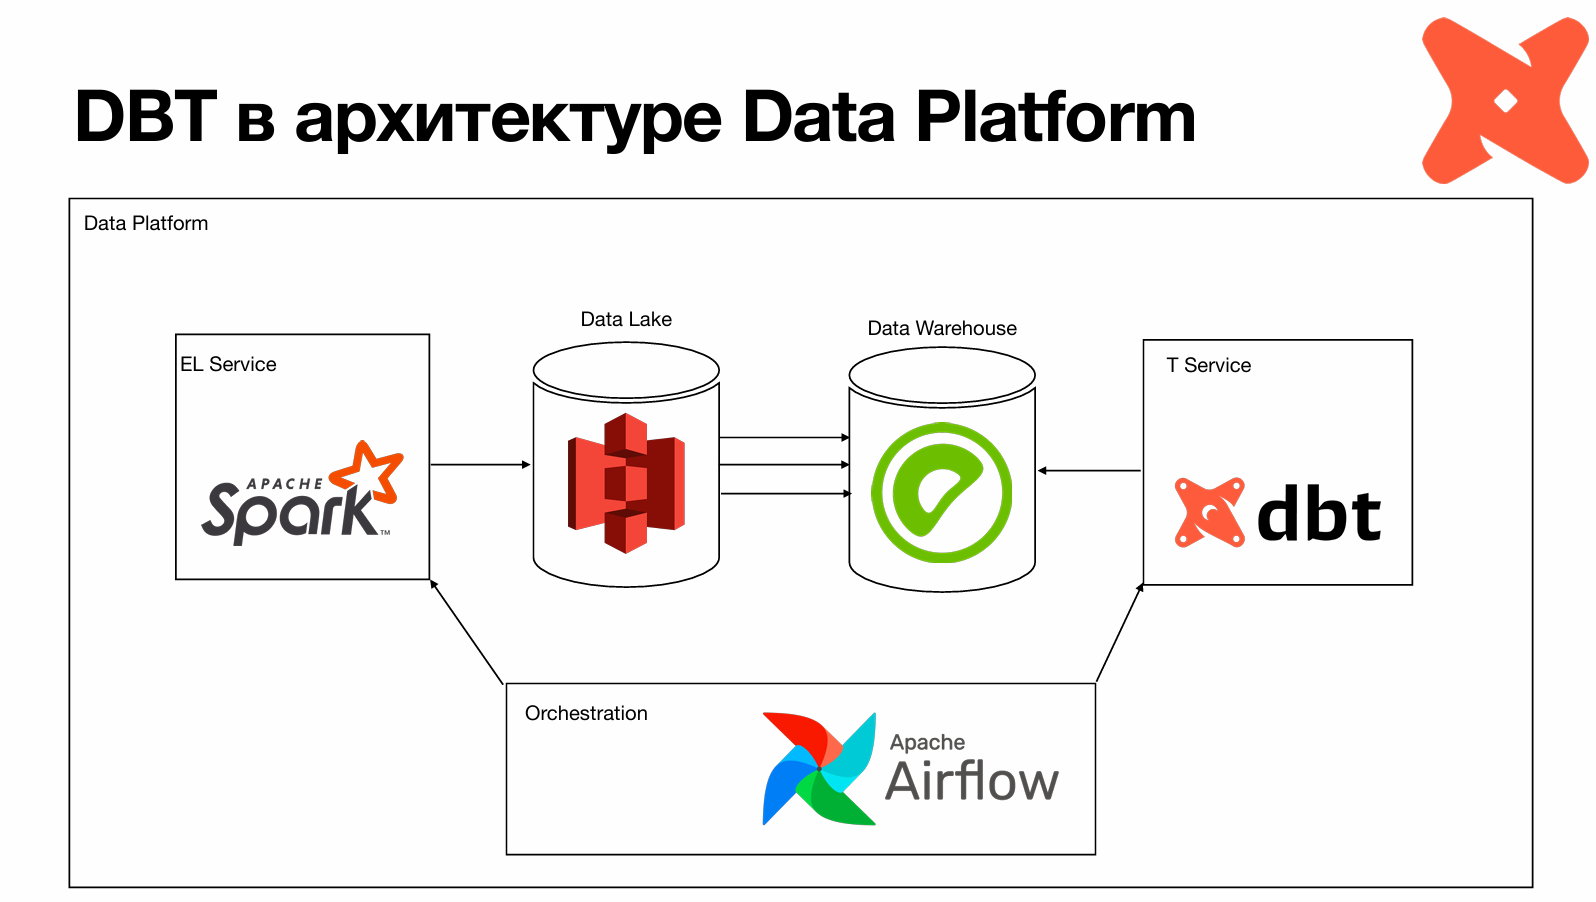 DBT в архитектуре Data Platform
Data Platform
Data Lake
Data Warehouse
EL Service
T Service
APACHE
Spark™
dbt
Orchestration
Apache
Airflow